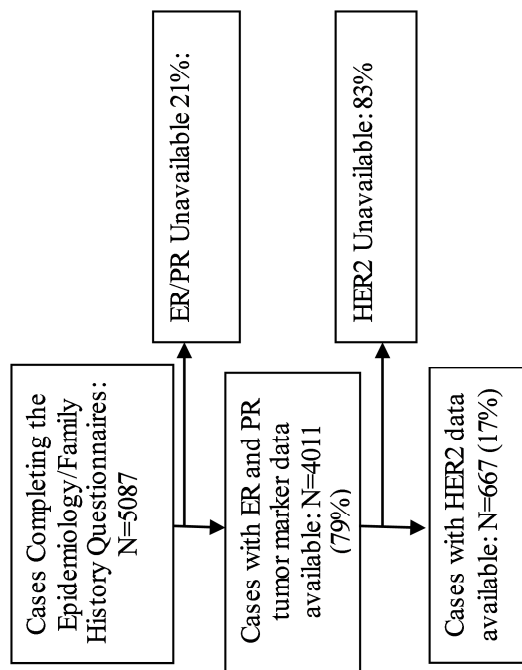 Cases Completing the
Epidemiology/Family
History Questionnaires:
N=5087
ER/PR Unavailable 21%:
Cases with ER and PR
tumor marker data
available: N=4011
(79%)
HER2 Unavailable: 83%
Cases with HER2 data
available: N=667 (17%)